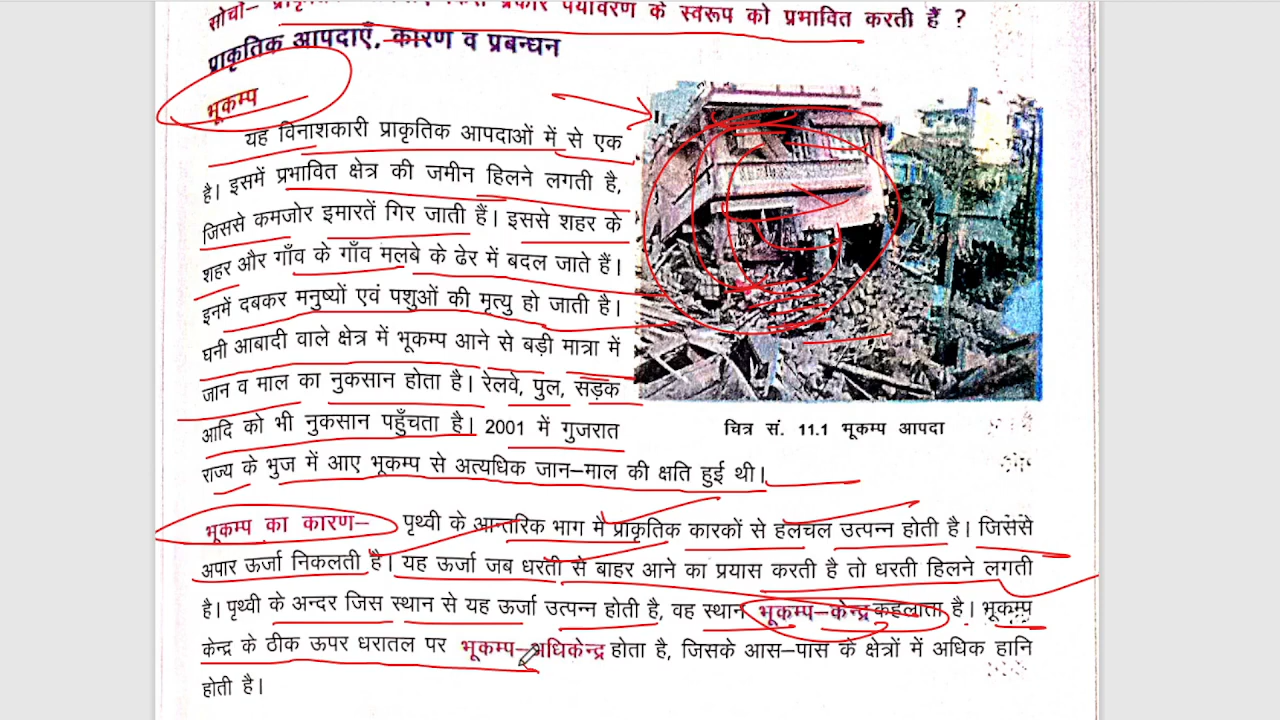 सोचो– प्रकार पर्यावरण के स्वरूप को प्रभावित करती हैं ?
प्राकृतिक आपदाएँ, कारण व प्रबन्धन
भूकम्प
यह विनाशकारी प्राकृतिक आपदाओं में से एक
है। इसमें प्रभावित क्षेत्र की जमीन हिलने लगती है,
जिससे कमजोर इमारतें गिर जाती हैं। इससे शहर के
शहर और गाँव के गाँव मलबे के ढेर में बदल जाते हैं।
इनमें दबकर मनुष्यों एवं पशुओं की मृत्यु हो जाती है।
घनी आबादी वाले क्षेत्र में भूकम्प आने से बड़ी मात्रा में
जान व माल का नुकसान होता है। रेलवे, पुल, सड़क
आदि को भी नुकसान पहुँचता है। 2001 में गुजरात
राज्य के भुज में आए भूकम्प से अत्यधिक जान–माल की क्षति हुई थी।
चित्र सं. 11.1 भूकम्प आपदा
भूकम्प का कारण– पृथ्वी के आन्तरिक भाग में प्राकृतिक कारकों से हलचल उत्पन्न होती है। जिससे
अपार ऊर्जा निकलती है। यह ऊर्जा जब धरती से बाहर आने का प्रयास करती है तो धरती हिलने लगती
है। पृथ्वी के अन्दर जिस स्थान से यह ऊर्जा उत्पन्न होती है, वह स्थान भूकम्प–केन्द्र कहलाता है। भूकम्प
केन्द्र के ठीक ऊपर धरातल पर भूकम्प–अधिकेन्द्र होता है, जिसके आस–पास के क्षेत्रों में अधिक हानि
होती है।